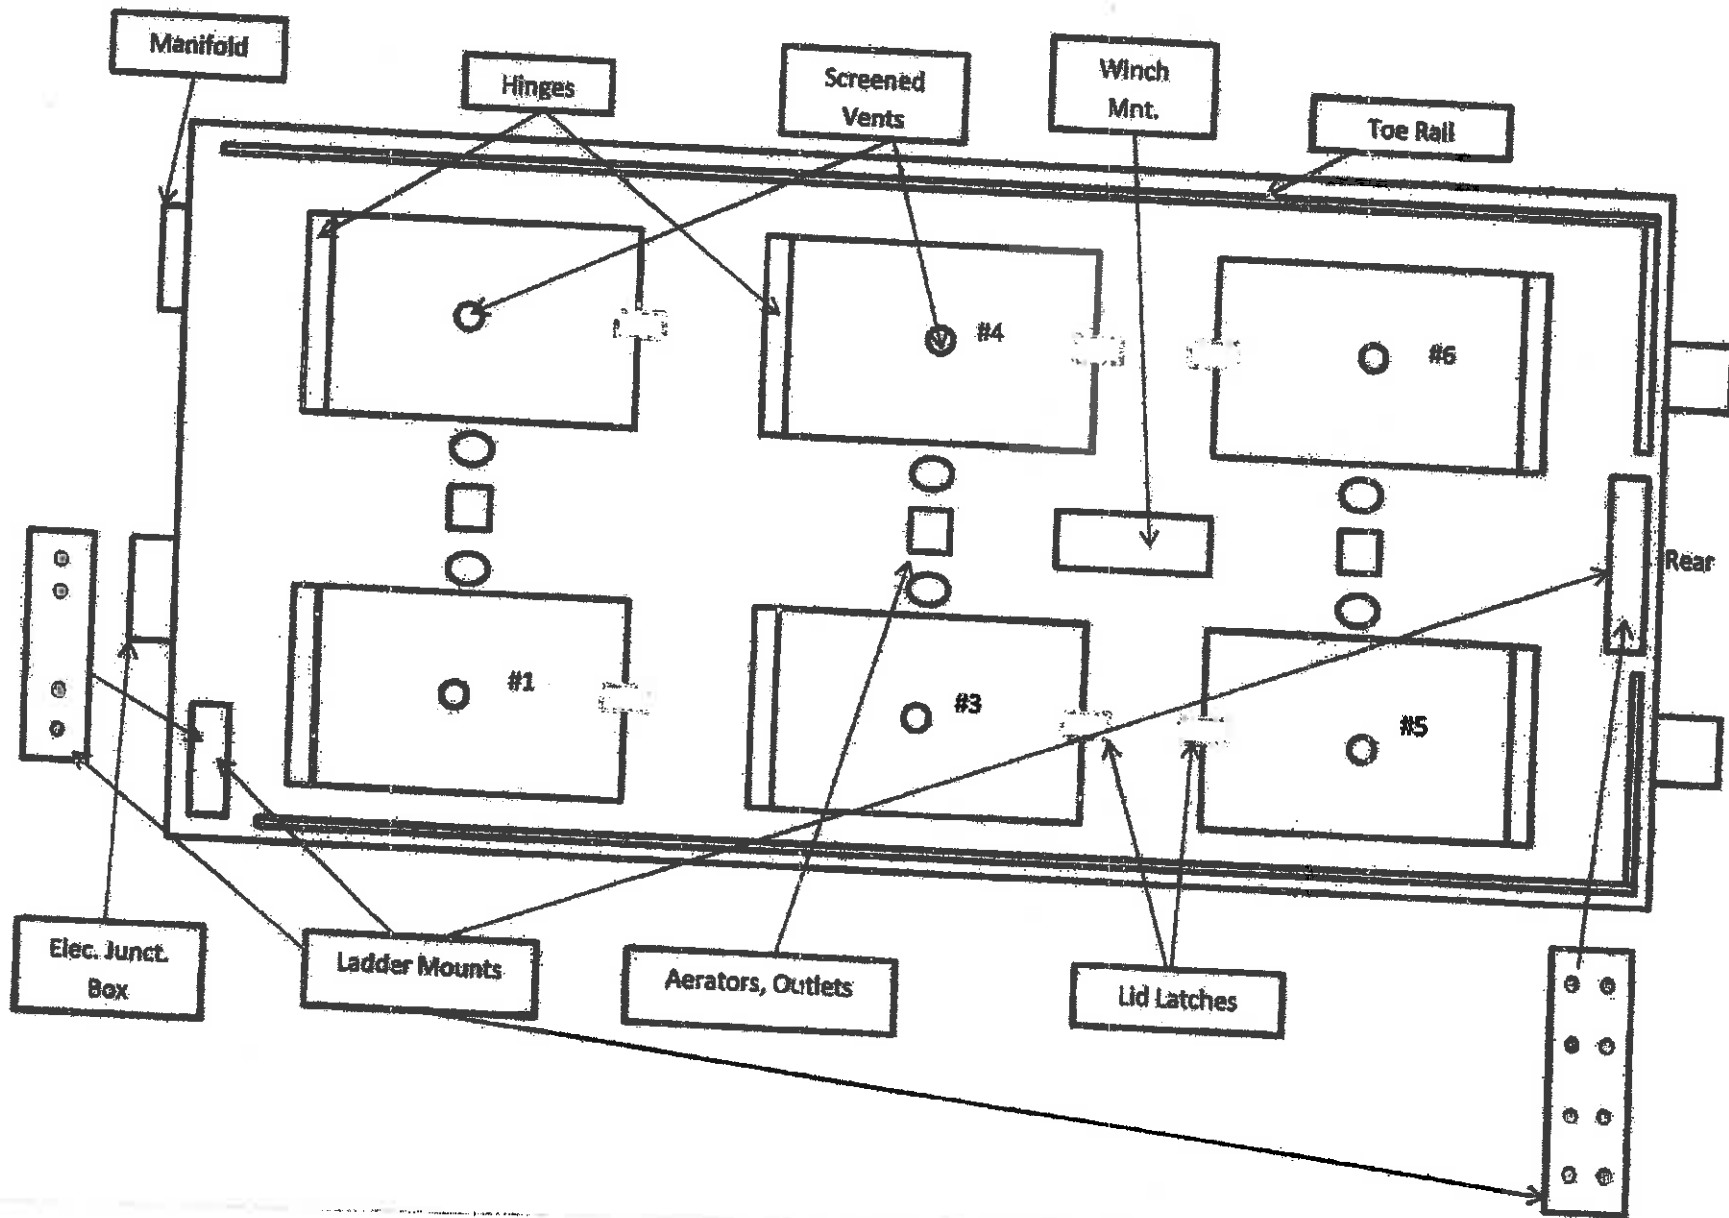 Manifold
Hinges
Screened
Vents
Winch
Mnt.
Toe Rail
#4
#6
Rear
#1
#3
#5
Elec. Junct.
Box
Ladder Mounts
Aerators, Outlets
Lid Latches